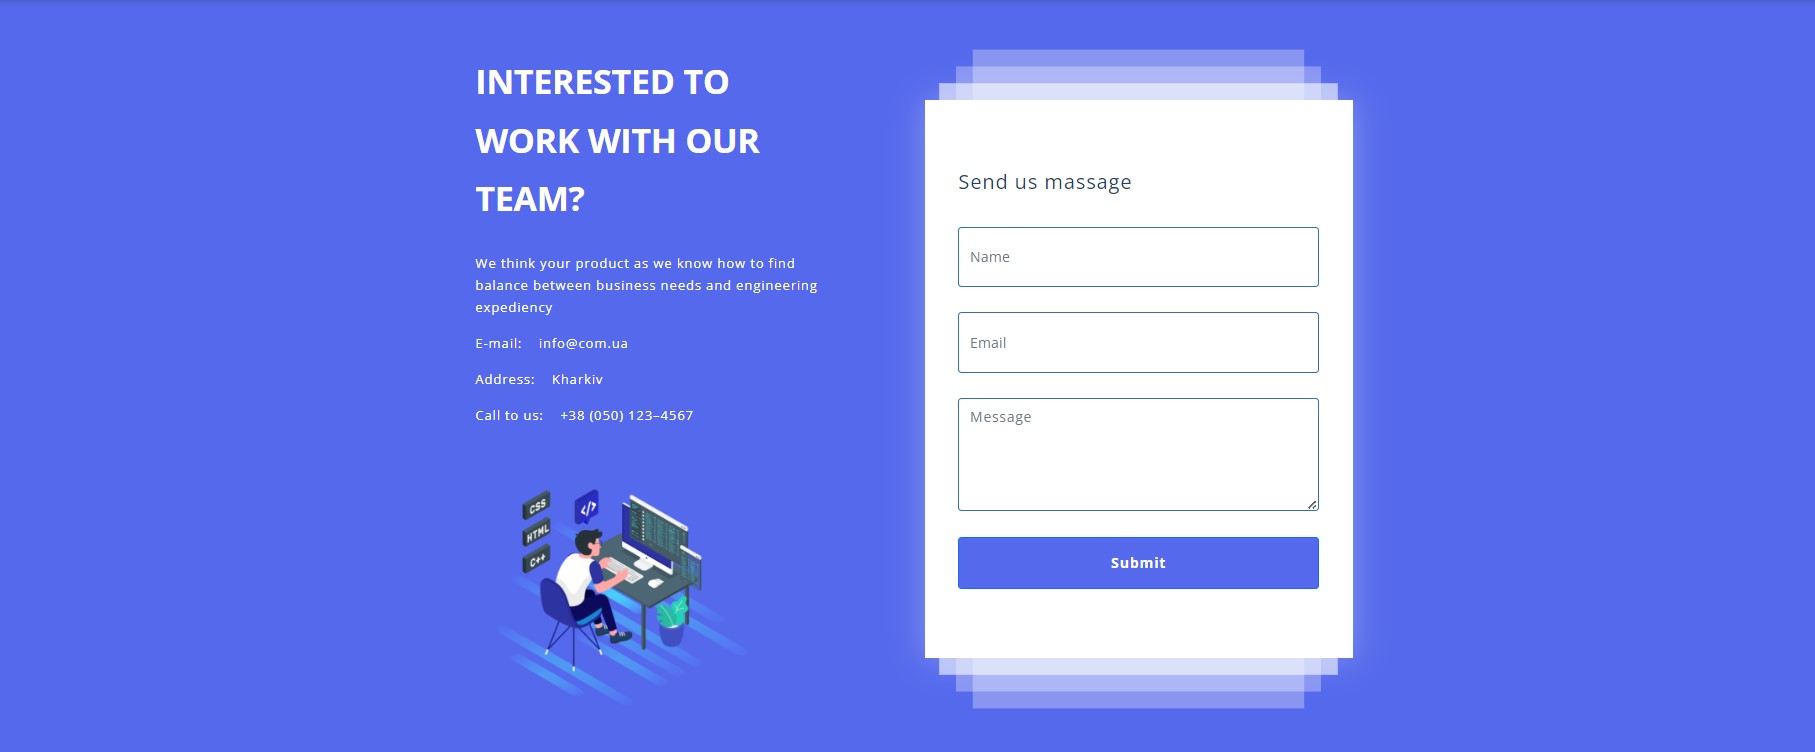 INTERESTED TO
WORK WITH OUR
TEAM?
We think your product as we know how to find
balance between business needs and engineering
expediency
E-mail: info@com.ua
Address: Kharkiv
Call to us: +38 (050) 123–4567
CSS
</>
HTML
C++
Send us massage
Name
Email
Message
Submit